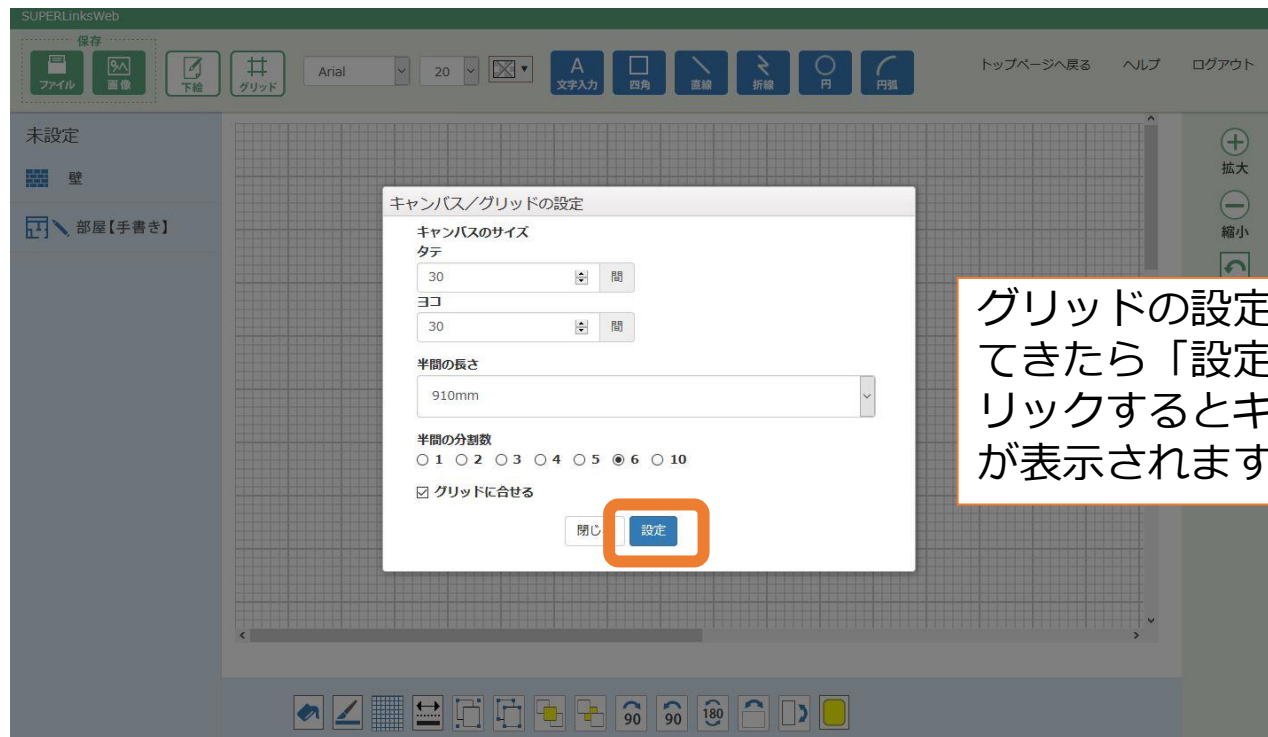 SUPERLinksWeb
保存
ファイル
画像
下絵
グリッド
Arial
20
A
文字入力
四角
直線
折線
円
円弧
トップページへ戻る
ヘルプ
ログアウト
未設定
壁
部屋【手書き】
拡大
縮小
キャンバス／グリッドの設定
キャンバスのサイズ
タテ
30 間
ヨコ
30 間
半間の長さ
910mm
半間の分割数
1 2 3 4 5 6 10
グリッドに合せる
閉じ
設定
グリッドの設定
てきたら「設定
リックするとキ
が表示されます
90
90
180